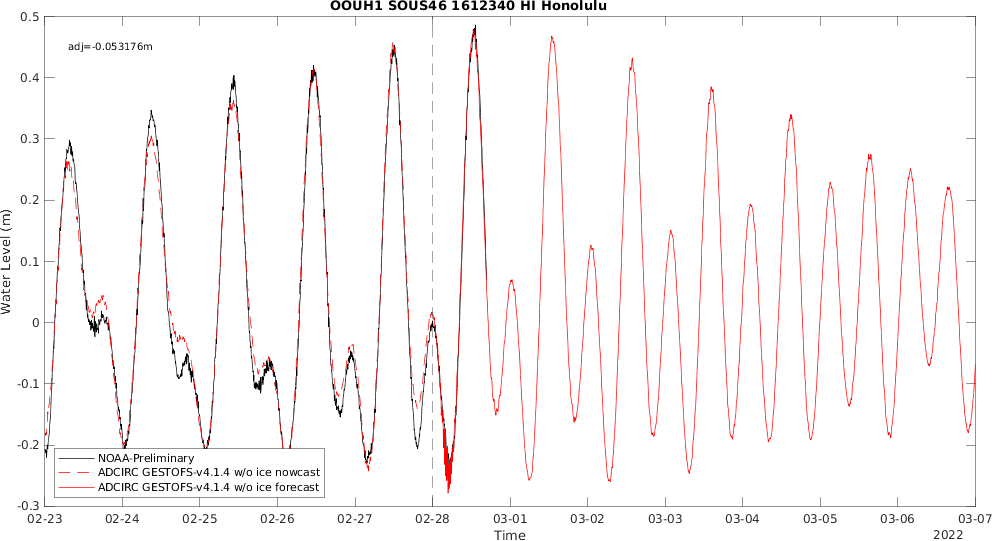 OOUH1 SOUS46 1612340 HI Honolulu
adj=-0.053176m
0.5
0.4
0.3
0.2
0.1
0
-0.1
-0.2
-0.3
Water Level (m)
NOAA-Preliminary
ADCIRC GESTOFS-v4.1.4 w/o ice nowcast
ADCIRC GESTOFS-v4.1.4 w/o ice forecast
02-23 02-24 02-25 02-26 02-27 02-28 03-01 03-02 03-03 03-04 03-05 03-06 03-07
Time
2022